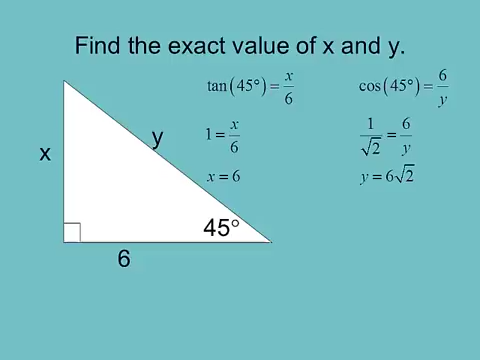 Find the exact value of x and y.
tan(45°) = x/6
cos(45°) = 6/y
1 = x/6
1/√2 = 6/y
x = 6
y = 6√2
x
y
45°
6